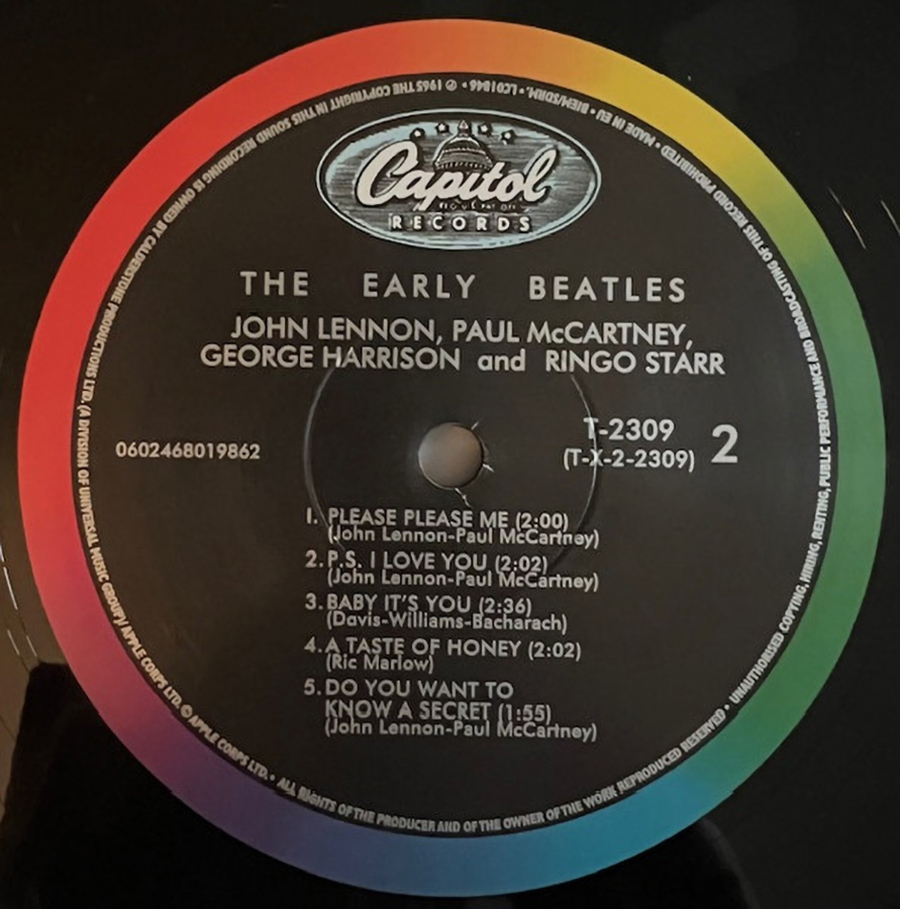 Capitol
RECORDS
THE EARLY BEATLES
JOHN LENNON, PAUL McCARTNEY,
GEORGE HARRISON and RINGO STARR
0602468019862
T-2309
(T-X-2-2309)
2
1. PLEASE PLEASE ME (2:00)
(John Lennon-Paul McCartney)
2. P.S. I LOVE YOU (2:02)
(John Lennon-Paul McCartney)
3. BABY IT'S YOU (2:36)
(Davis-Williams-Bacharach)
4. A TASTE OF HONEY (2:02)
(Ric Marlow)
5. DO YOU WANT TO
KNOW A SECRET (1:55)
(John Lennon-Paul McCartney)
℗ 1965 THE COPYRIGHT IN THIS SOUND RECORDING IS OWNED BY CALDERSTONE PRODUCTIONS LTD. (A DIVISION OF UNIVERSAL MUSIC GROUP)/APPLE CORPS LTD. © APPLE CORPS LTD. • ALL RIGHTS OF THE PRODUCER AND OF THE OWNER OF THE WORK REPRODUCED RESERVED • UNAUTHORISED COPYING, HIRING, RENTING, PUBLIC PERFORMANCE AND BROADCASTING OF THIS RECORD PROHIBITED • MADE IN EU • BIEM/SDRM. • LC01846 •